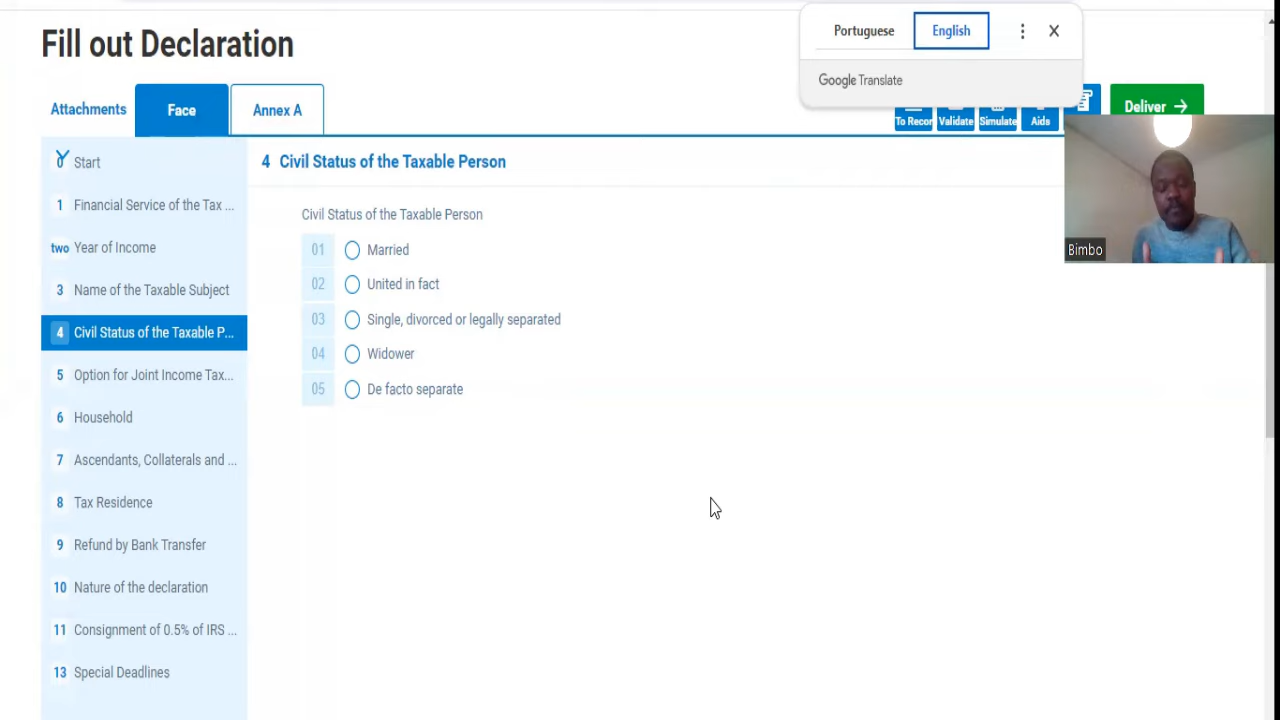 Portuguese
English
Google Translate
Fill out Declaration
Attachments
Face
Annex A
To Recor
Validate
Simulate
Aids
Deliver
Start
1 Financial Service of the Tax ...
two Year of Income
3 Name of the Taxable Subject
4 Civil Status of the Taxable P...
5 Option for Joint Income Tax...
6 Household
7 Ascendants, Collaterals and ...
8 Tax Residence
9 Refund by Bank Transfer
10 Nature of the declaration
11 Consignment of 0.5% of IRS ...
13 Special Deadlines
4 Civil Status of the Taxable Person
Civil Status of the Taxable Person
01 Married
02 United in fact
03 Single, divorced or legally separated
04 Widower
05 De facto separate
Bimbo